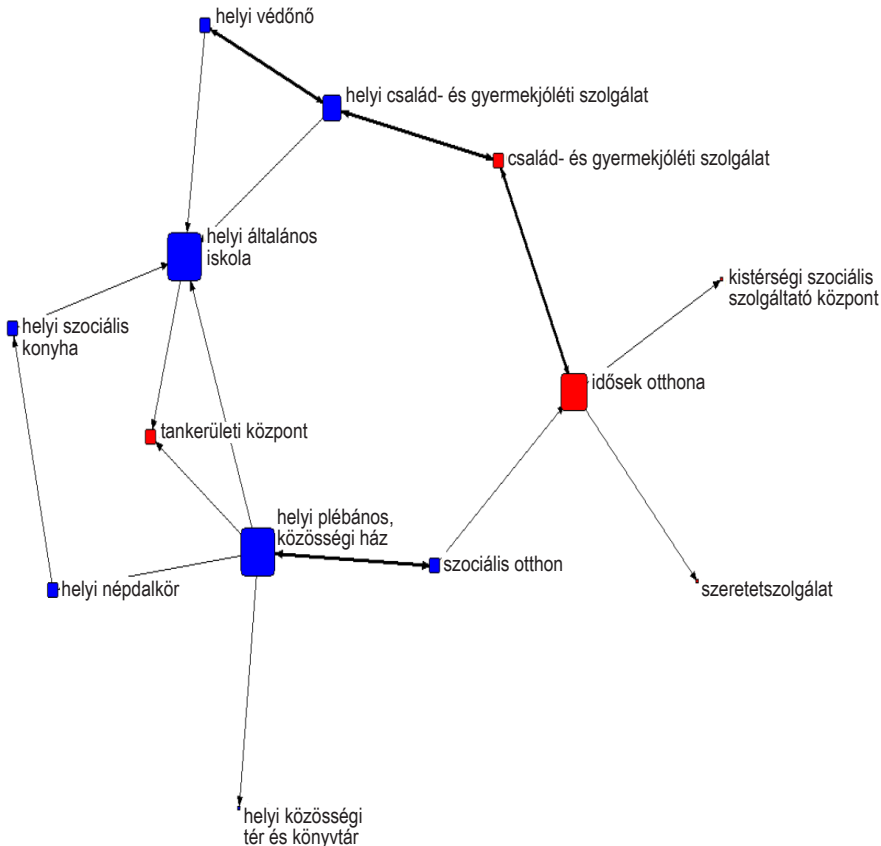 helyi védőnő
helyi család- és gyermekjóléti szolgálat
család- és gyermekjóléti szolgálat
helyi általános
iskola
kistérségi szociális
szolgáltató központ
helyi szociális
konyha
idősek otthona
tankerületi központ
helyi plébános,
közösségi ház
szociális otthon
helyi népdalkör
szeretetszolgálat
helyi közösségi
tér és könyvtár